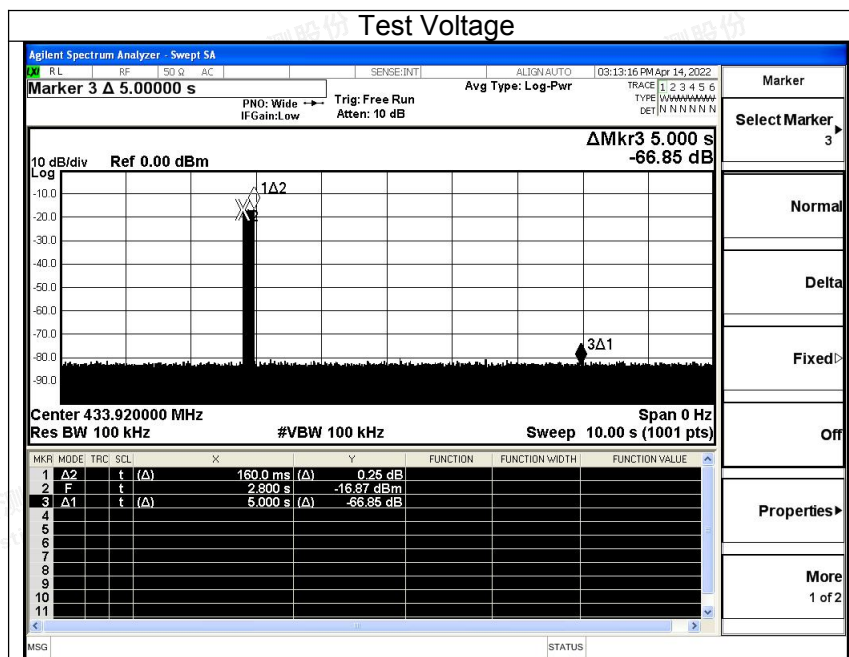 Test Voltage
Agilent Spectrum Analyzer - Swept SA
LXI RL RF 50 Ω AC SENSE:INT ALIGN AUTO 03:13:16 PM Apr 14, 2022
Marker 3 Δ 5.00000 s
PNO: Wide
IFGain:Low
Trig: Free Run
Atten: 10 dB
Avg Type: Log-Pwr
TRACE 1 2 3 4 5 6
TYPE WWWWWW
DET N N N N N N
ΔMkr3 5.000 s
-66.85 dB
10 dB/div Ref 0.00 dBm
Log
-10.0
-20.0
-30.0
-40.0
-50.0
-60.0
-70.0
-80.0
-90.0
1Δ2
3Δ1
Center 433.920000 MHz Span 0 Hz
Res BW 100 kHz #VBW 100 kHz Sweep 10.00 s (1001 pts)
MKR MODE TRC SCL X Y FUNCTION FUNCTION WIDTH FUNCTION VALUE
1 Δ2 t (Δ) 160.0 ms (Δ) 0.25 dB
2 F t 2.800 s -16.87 dBm
3 Δ1 t (Δ) 5.000 s (Δ) -66.85 dB
4
5
6
7
8
9
10
11
MSG STATUS
Marker
Select Marker
3
Normal
Delta
Fixed
Off
Properties
More
1 of 2